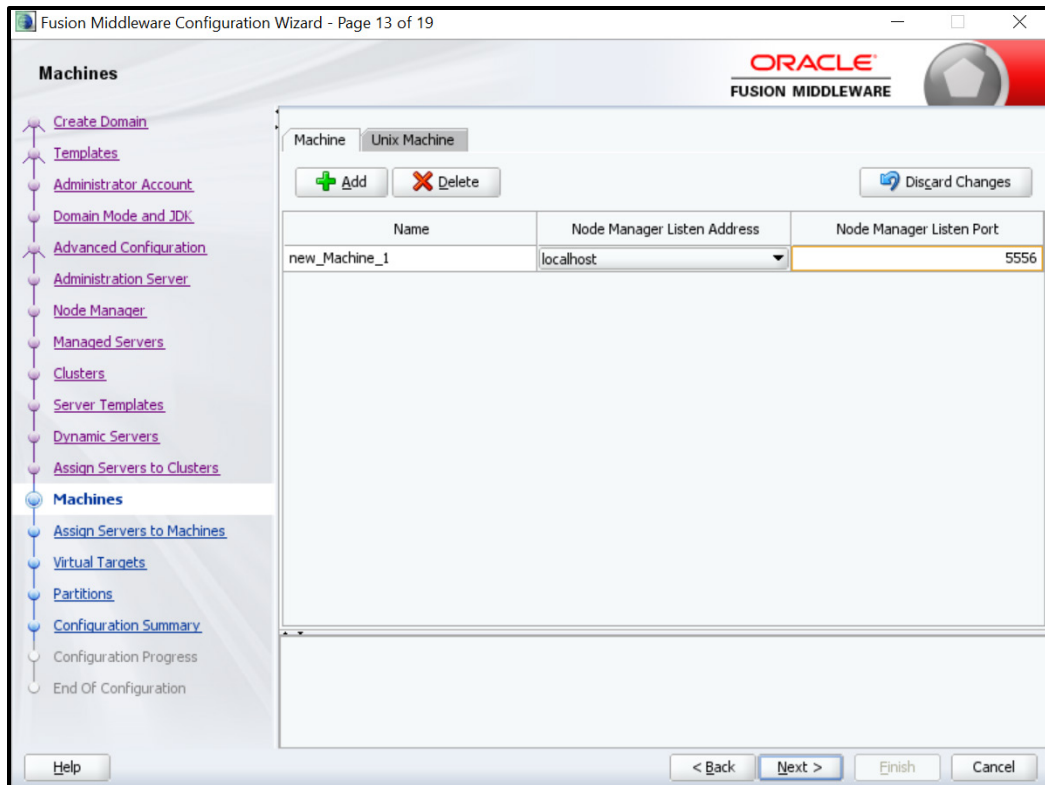 Fusion Middleware Configuration Wizard - Page 13 of 19
Machines
ORACLE
FUSION MIDDLEWARE
Create Domain
Templates
Administrator Account
Domain Mode and JDK
Advanced Configuration
Administration Server
Node Manager
Managed Servers
Clusters
Server Templates
Dynamic Servers
Assign Servers to Clusters
Machines
Assign Servers to Machines
Virtual Targets
Partitions
Configuration Summary
Configuration Progress
End Of Configuration
Machine Unix Machine
Add Delete Discard Changes
Name Node Manager Listen Address Node Manager Listen Port
new_Machine_1 localhost 5556
Help < Back Next > Finish Cancel